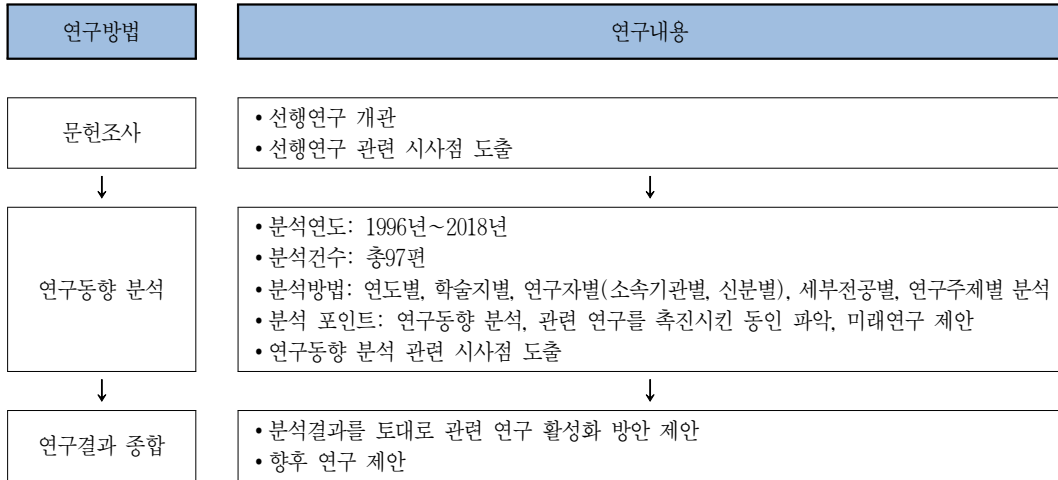 연구방법
연구내용
문헌조사
• 선행연구 개관
• 선행연구 관련 시사점 도출
연구동향 분석
• 분석연도: 1996년~2018년
• 분석건수: 총97편
• 분석방법: 연도별, 학술지별, 연구자별(소속기관별, 신분별), 세부전공별, 연구주제별 분석
• 분석 포인트: 연구동향 분석, 관련 연구를 촉진시킨 동인 파악, 미래연구 제안
• 연구동향 분석 관련 시사점 도출
연구결과 종합
• 분석결과를 토대로 관련 연구 활성화 방안 제안
• 향후 연구 제안